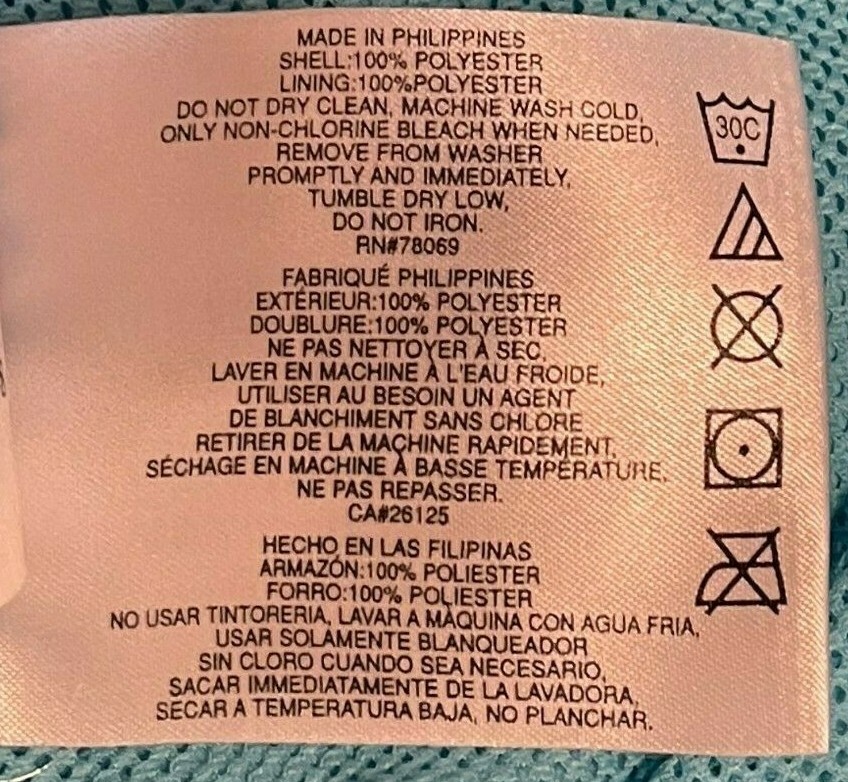 MADE IN PHILIPPINES
SHELL:100% POLYESTER
LINING:100%POLYESTER
DO NOT DRY CLEAN, MACHINE WASH COLD,
ONLY NON-CHLORINE BLEACH WHEN NEEDED,
REMOVE FROM WASHER
PROMPTLY AND IMMEDIATELY,
TUMBLE DRY LOW,
DO NOT IRON.
RN#78069
FABRIQUÉ PHILIPPINES
EXTÉRIEUR:100% POLYESTER
DOUBLURE:100% POLYESTER
NE PAS NETTOYER À SEC,
LAVER EN MACHINE À L'EAU FROIDE,
UTILISER AU BESOIN UN AGENT
DE BLANCHIMENT SANS CHLORE
RETIRER DE LA MACHINE RAPIDEMENT,
SÉCHAGE EN MACHINE À BASSE TEMPÉRATURE,
NE PAS REPASSER.
CA#26125
HECHO EN LAS FILIPINAS
ARMAZÓN:100% POLIESTER
FORRO:100% POLIESTER
NO USAR TINTORERIA, LAVAR A MÀQUINA CON AGUA FRIA,
USAR SOLAMENTE BLANQUEADOR
SIN CLORO CUANDO SEA NECESARIO,
SACAR IMMEDIATAMENTE DE LA LAVADORA,
SECAR A TEMPERATURA BAJA, NO PLANCHAR.
30C